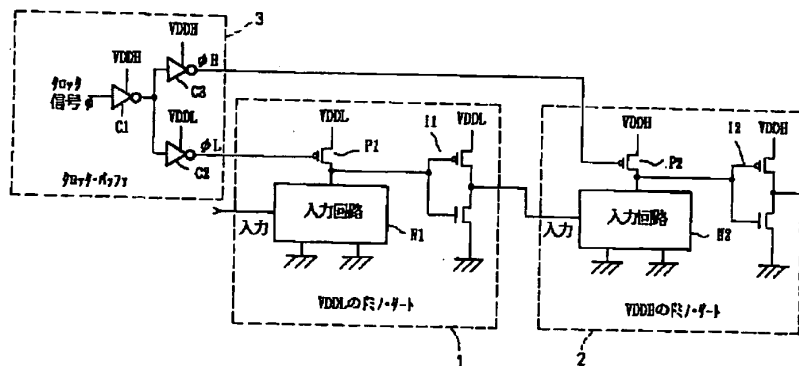 3
VDDH
VDDH
φH
クロック
信号φ
C1
C3
VDDL
φL
C2
クロック・バッファ
VDDL
P1
I1
VDDL
入力
入力回路
N1
VDDLのドミノ・ゲート
1
VDDH
P2
I2
VDDH
入力
入力回路
N2
VDDHのドミノ・ゲート
2